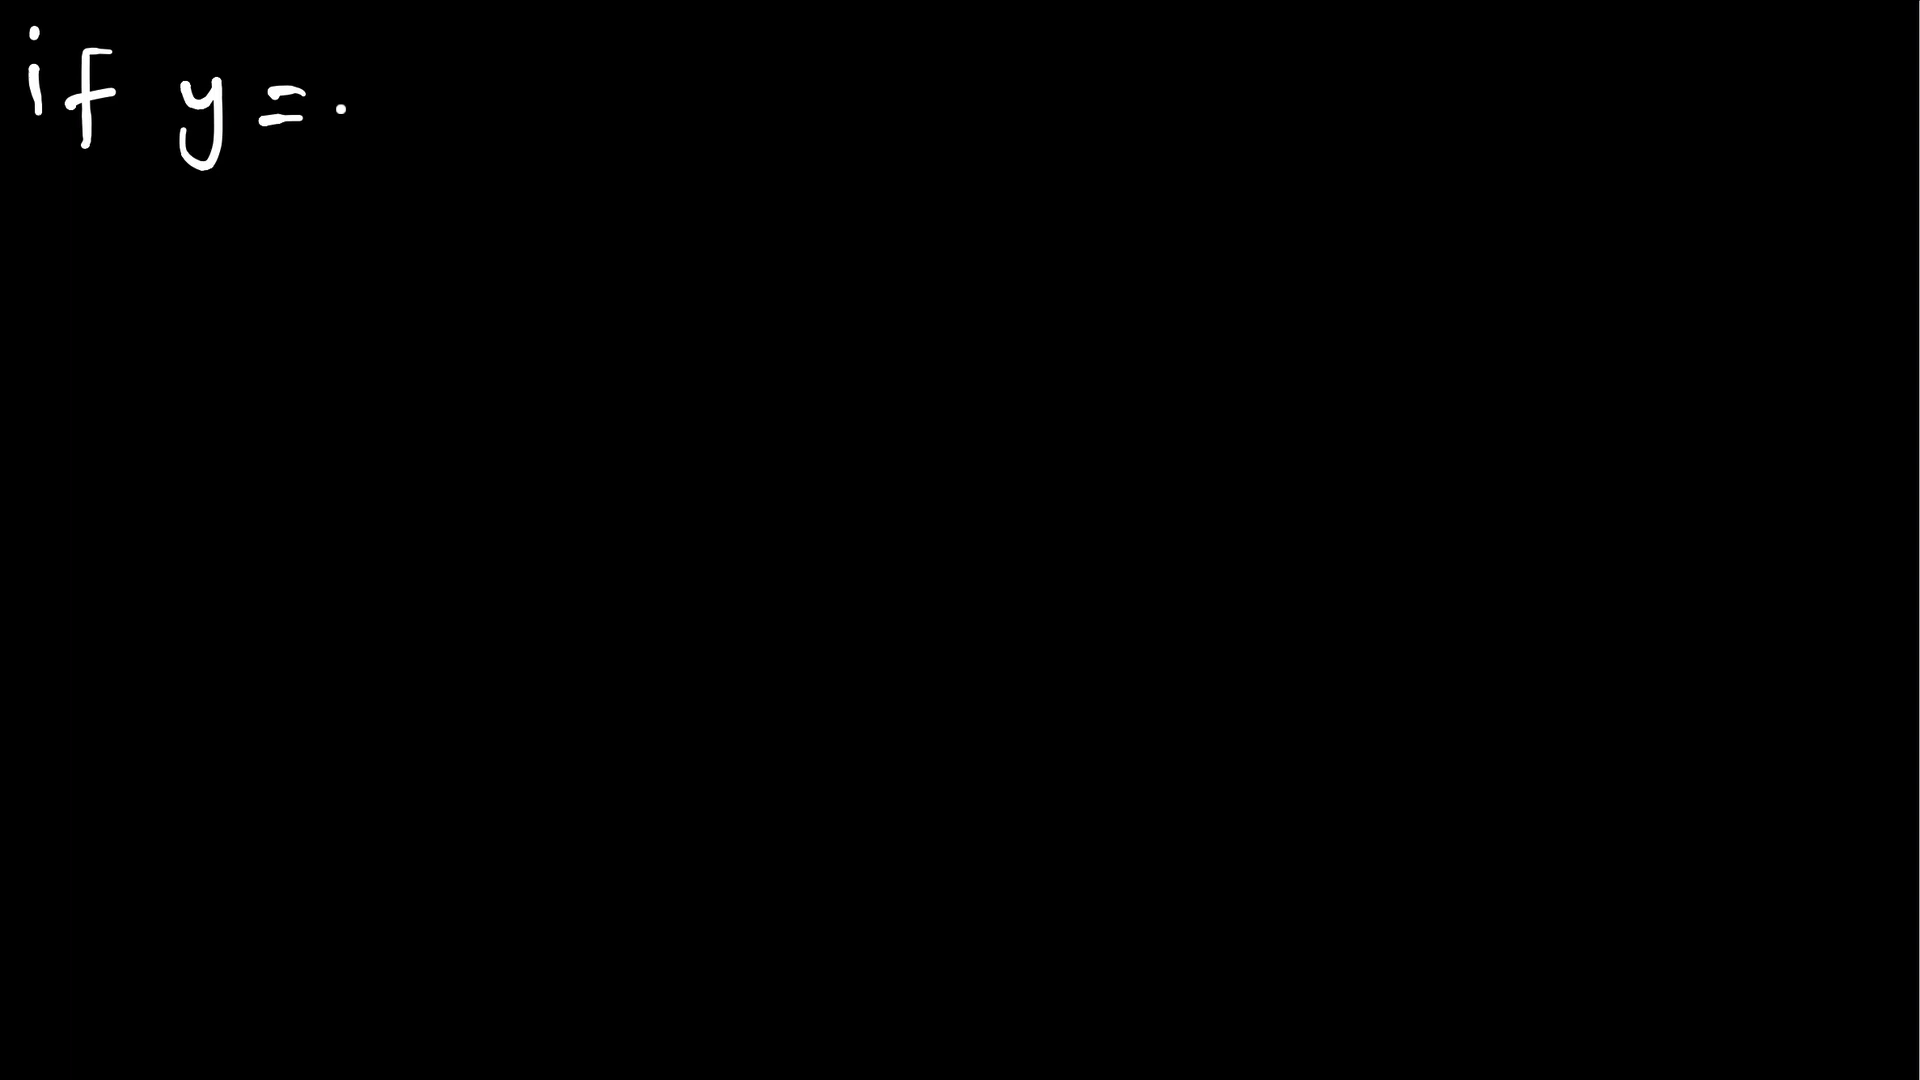 if y = .